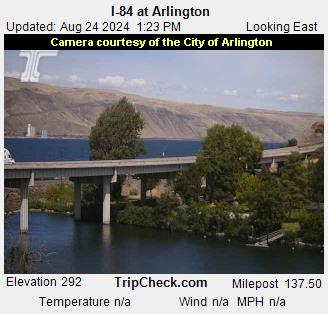 I-84 at Arlington
Updated: Aug 24 2024 1:23 PM Looking East
Camera courtesy of the City of Arlington
Elevation 292 TripCheck.com Milepost 137.50
Temperature n/a Wind n/a MPH n/a